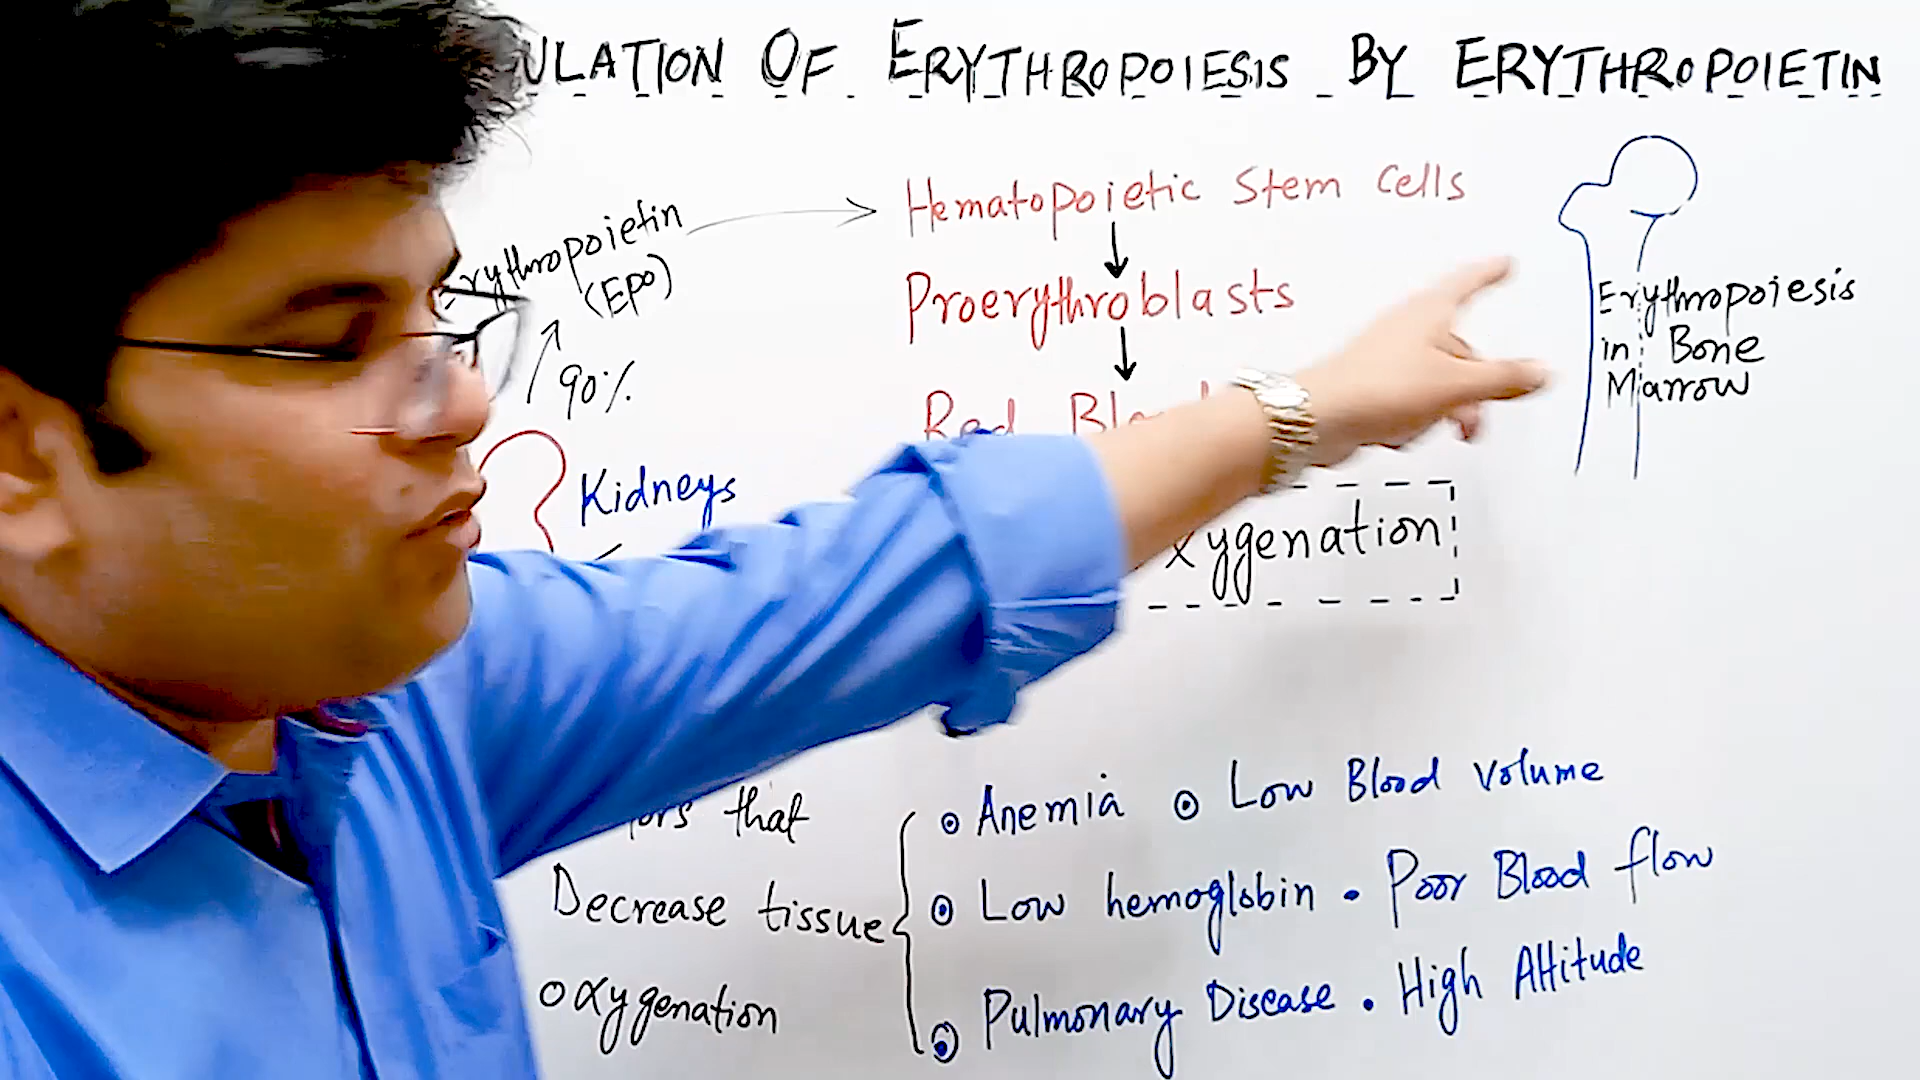 ULATION OF ERYTHROPOIESIS BY ERYTHROPOIETIN
rythropoietin
(EPO)
90%
Kidneys
Hematopoietic Stem Cells
Proerythroblasts
Red
xygenation
Erythropoiesis
in Bone
Marrow
ors that
Decrease tissue
oxygenation
Anemia
Low Blood volume
Low hemoglobin
Poor Blood flow
Pulmonary Disease
High Altitude